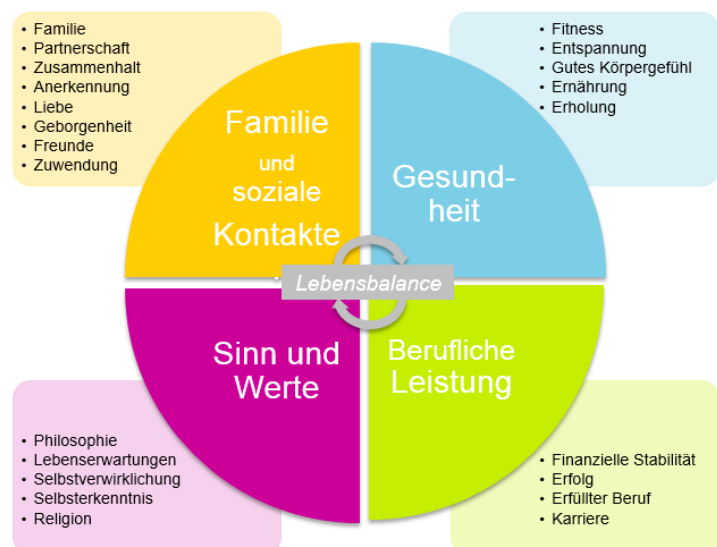 • Familie
• Partnerschaft
• Zusammenhalt
• Anerkennung
• Liebe
• Geborgenheit
• Freunde
• Zuwendung
• Fitness
• Entspannung
• Gutes Körpergefühl
• Ernährung
• Erholung
Familie
und
soziale
Kontakte
Gesund-
heit
Lebensbalance
Sinn und
Werte
Berufliche
Leistung
• Philosophie
• Lebenserwartungen
• Selbstverwirklichung
• Selbsterkenntnis
• Religion
• Finanzielle Stabilität
• Erfolg
• Erfüllter Beruf
• Karriere